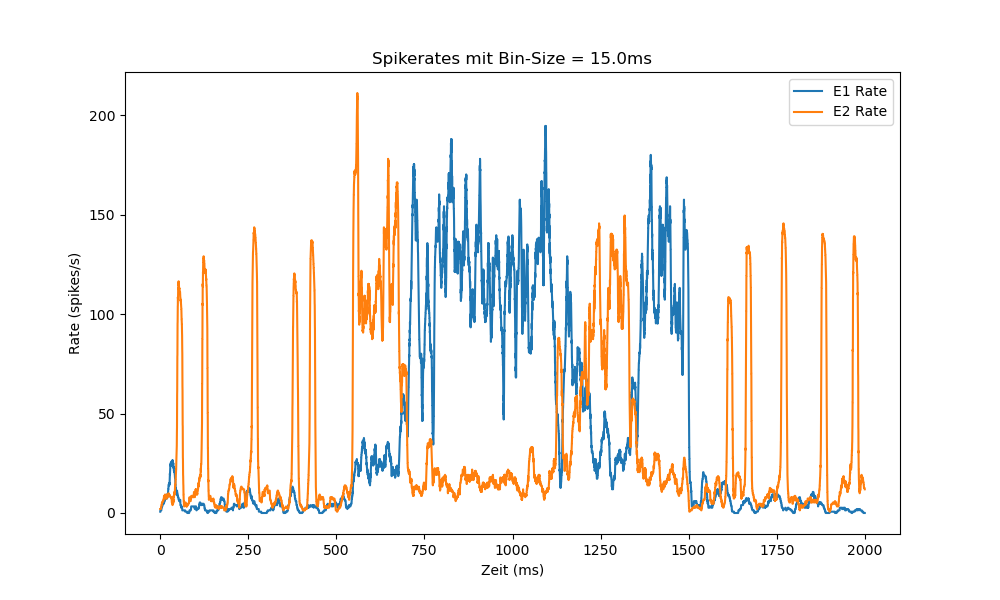 Spikerates mit Bin-Size = 15.0ms
E1 Rate
E2 Rate
200
150
100
50
0
Rate (spikes/s)
0 250 500 750 1000 1250 1500 1750 2000
Zeit (ms)